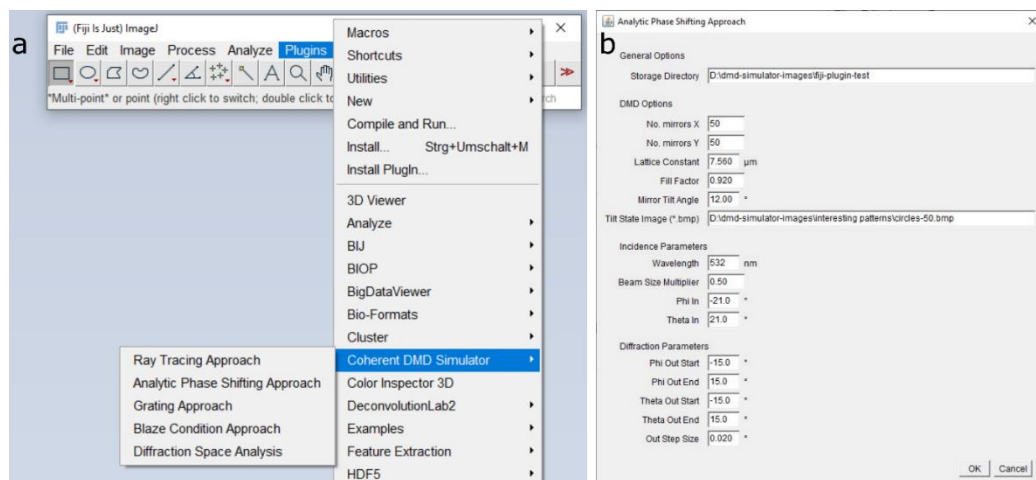 a
(Fiji Is Just) ImageJ
File Edit Image Process Analyze Plugins
A
*Multi-point* or point (right click to switch; double click to
rch
Macros
Shortcuts
Utilities
New
Compile and Run...
Install... Strg+Umschalt+M
Install PlugIn...
3D Viewer
Analyze
BIJ
BIOP
BigDataViewer
Bio-Formats
Cluster
Coherent DMD Simulator
Color Inspector 3D
DeconvolutionLab2
Examples
Feature Extraction
HDF5
Ray Tracing Approach
Analytic Phase Shifting Approach
Grating Approach
Blaze Condition Approach
Diffraction Space Analysis
b
Analytic Phase Shifting Approach
General Options
Storage Directory D:\dmd-simulator-images\fiji-plugin-test
DMD Options
No. mirrors X 50
No. mirrors Y 50
Lattice Constant 7.560 µm
Fill Factor 0.920
Mirror Tilt Angle 12.00 °
Tilt State Image (*.bmp) D:\dmd-simulator-images\interesting patterns\circles-50.bmp
Incidence Parameters
Wavelength 532 nm
Beam Size Multiplier 0.50
Phi In -21.0 °
Theta In 21.0 °
Diffraction Parameters
Phi Out Start -15.0 °
Phi Out End 15.0 °
Theta Out Start -15.0 °
Theta Out End 15.0 °
Out Step Size 0.020 °
OK Cancel